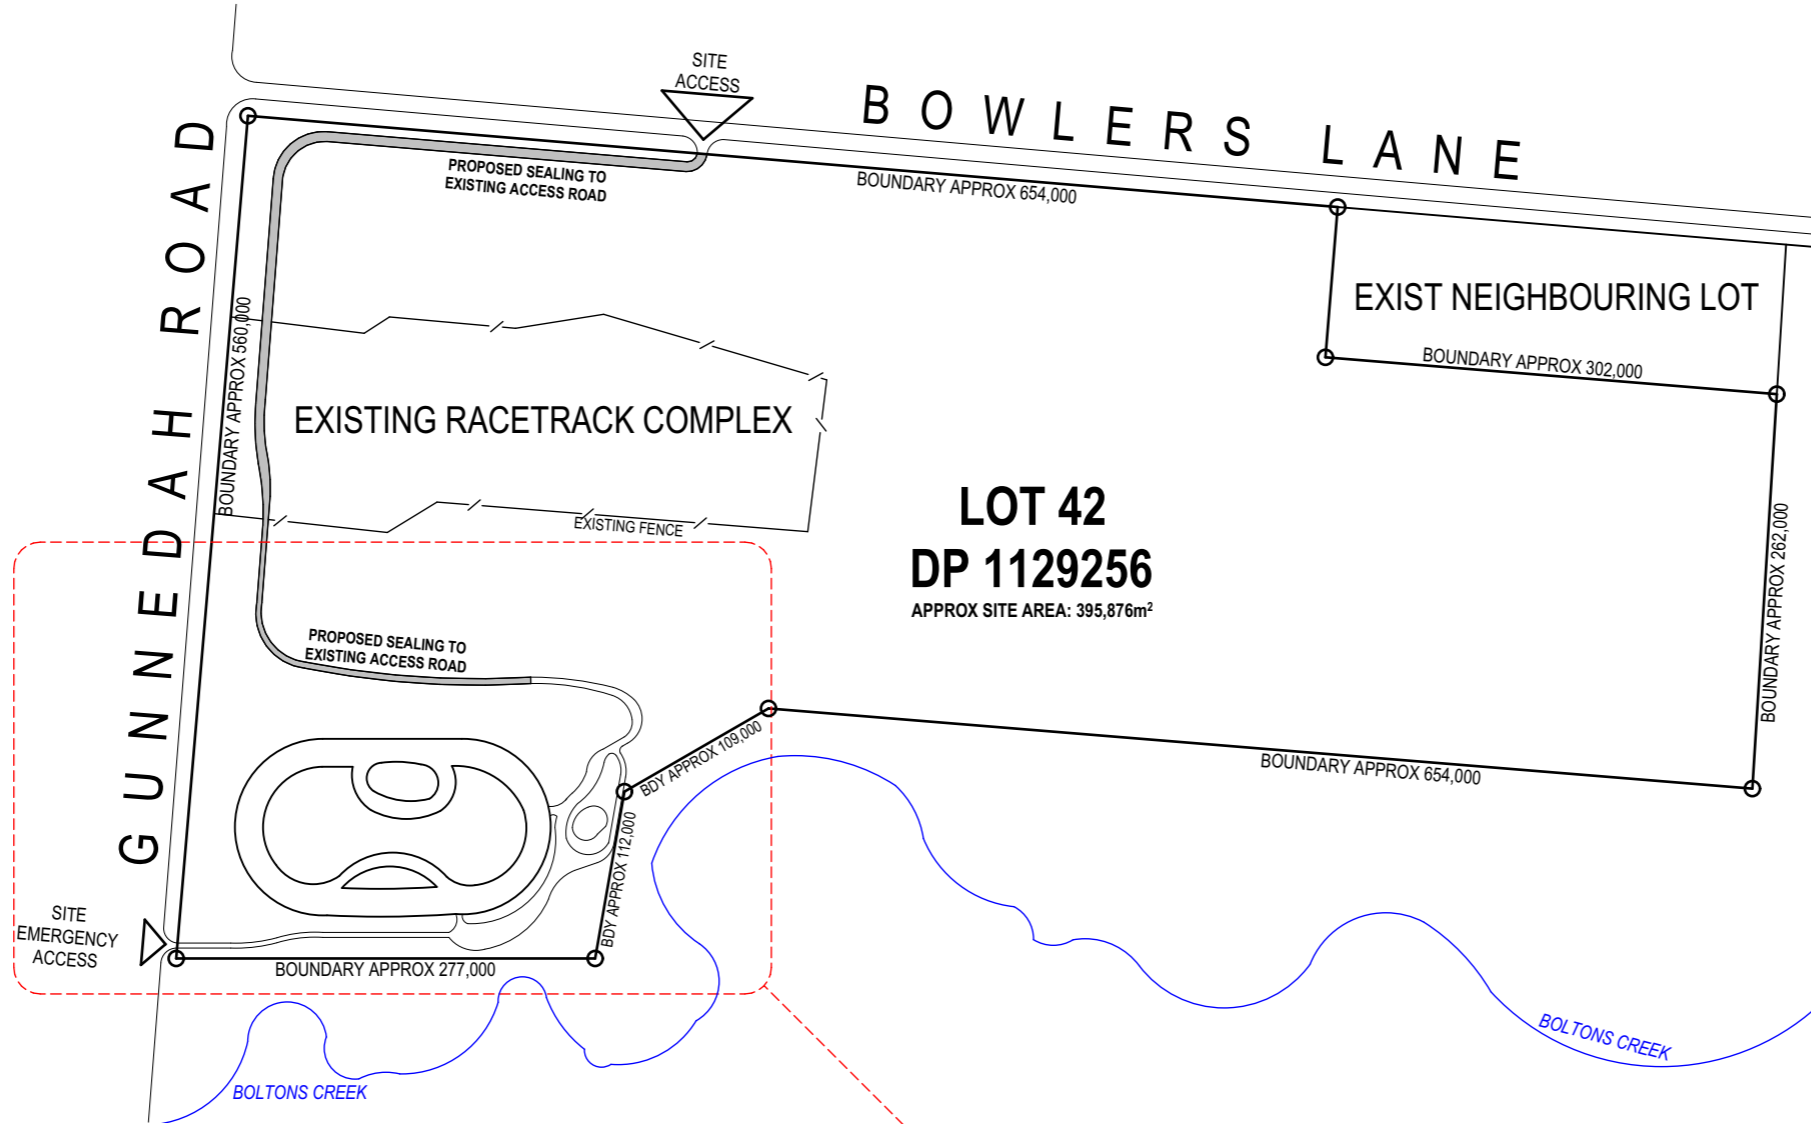 SITE
ACCESS
BOWLERS LANE
PROPOSED SEALING TO
EXISTING ACCESS ROAD
BOUNDARY APPROX 654,000
GUNNEDAH ROAD
BOUNDARY APPROX 560,000
EXIST NEIGHBOURING LOT
BOUNDARY APPROX 302,000
EXISTING RACETRACK COMPLEX
EXISTING FENCE
LOT 42
DP 1129256
APPROX SITE AREA: 395,876m²
BOUNDARY APPROX 262,000
PROPOSED SEALING TO
EXISTING ACCESS ROAD
BDY APPROX 109,000
BOUNDARY APPROX 654,000
BDY APPROX 112,000
SITE
EMERGENCY
ACCESS
BOUNDARY APPROX 277,000
BOLTONS CREEK
BOLTONS CREEK